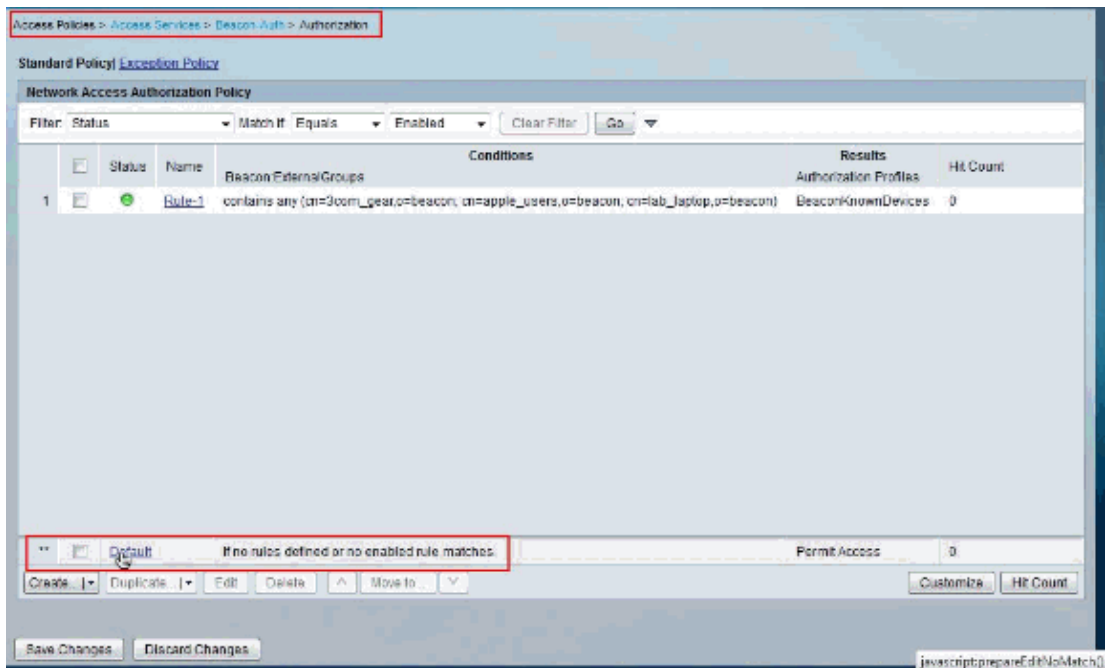 Access Policies > Access Services > Beacon-Auth > Authorization
Standard Policy| Exception Policy
Network Access Authorization Policy
Filter: Status Match if: Equals Enabled Clear Filter Go
Status Name Conditions Results Hit Count
Beacon:ExternalGroups Authorization Profiles
1 Rule-1 contains any (cn=3com_gear,o=beacon; cn=apple_users,o=beacon; cn=lab_laptop,o=beacon) BeaconKnownDevices 0
** Default If no rules defined or no enabled rule matches. Permit Access 0
Create... Duplicate... Edit Delete Move to... Customize Hit Count
Save Changes Discard Changes
javascript:prepareEditNoMatch()